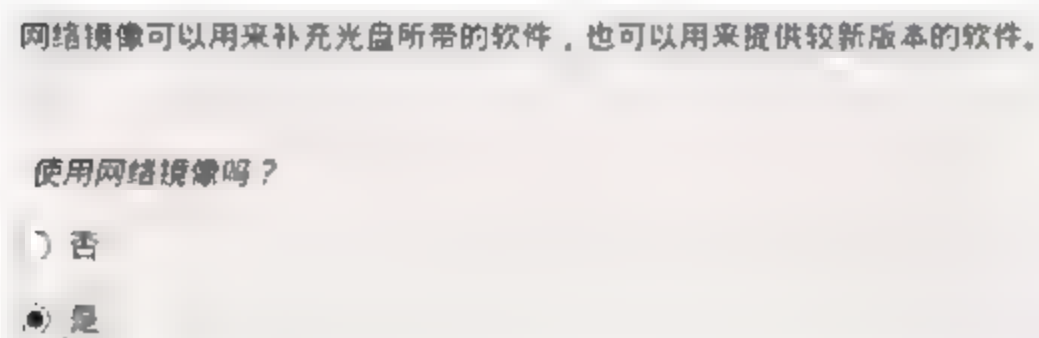 网络镜像可以用来补充光盘所带的软件，也可以用来提供较新版本的软件。
使用网络镜像吗？
否
是